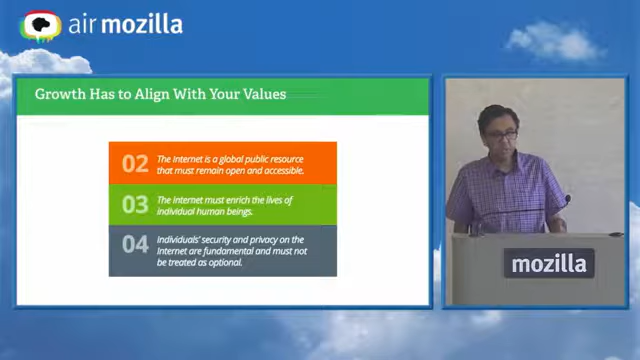 air mozilla
Growth Has to Align With Your Values
02
The Internet is a global public resource
that must remain open and accessible.
03
The Internet must enrich the lives of
individual human beings.
04
Individuals' security and privacy on the
Internet are fundamental and must not
be treated as optional.
mozilla